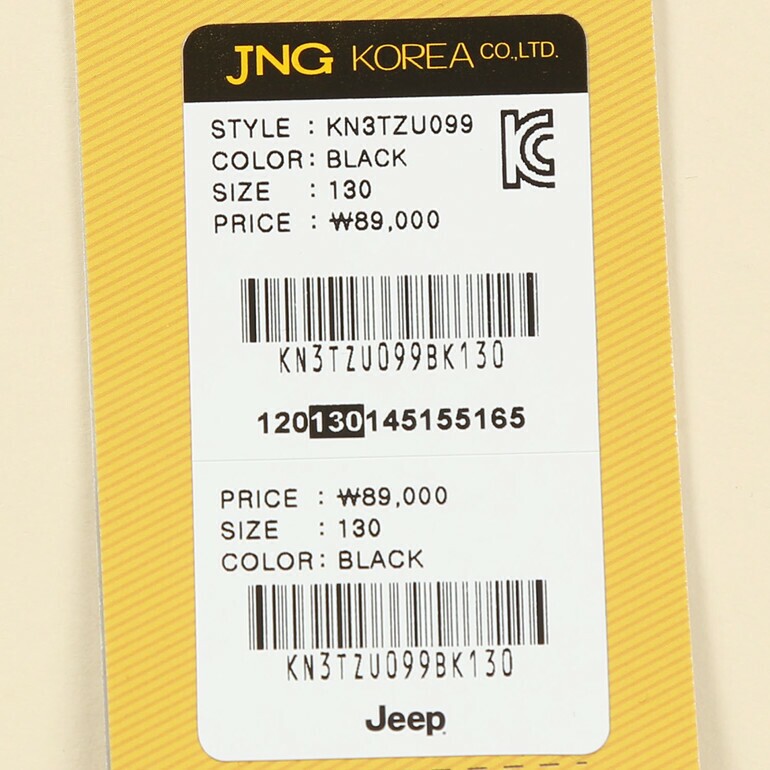 JNG KOREA CO.,LTD.
STYLE : KN3TZU099
COLOR: BLACK
SIZE : 130
PRICE : ₩89,000
KN3TZU099BK130
120130145155165
PRICE : ₩89,000
SIZE : 130
COLOR: BLACK
KN3TZU099BK130
Jeep